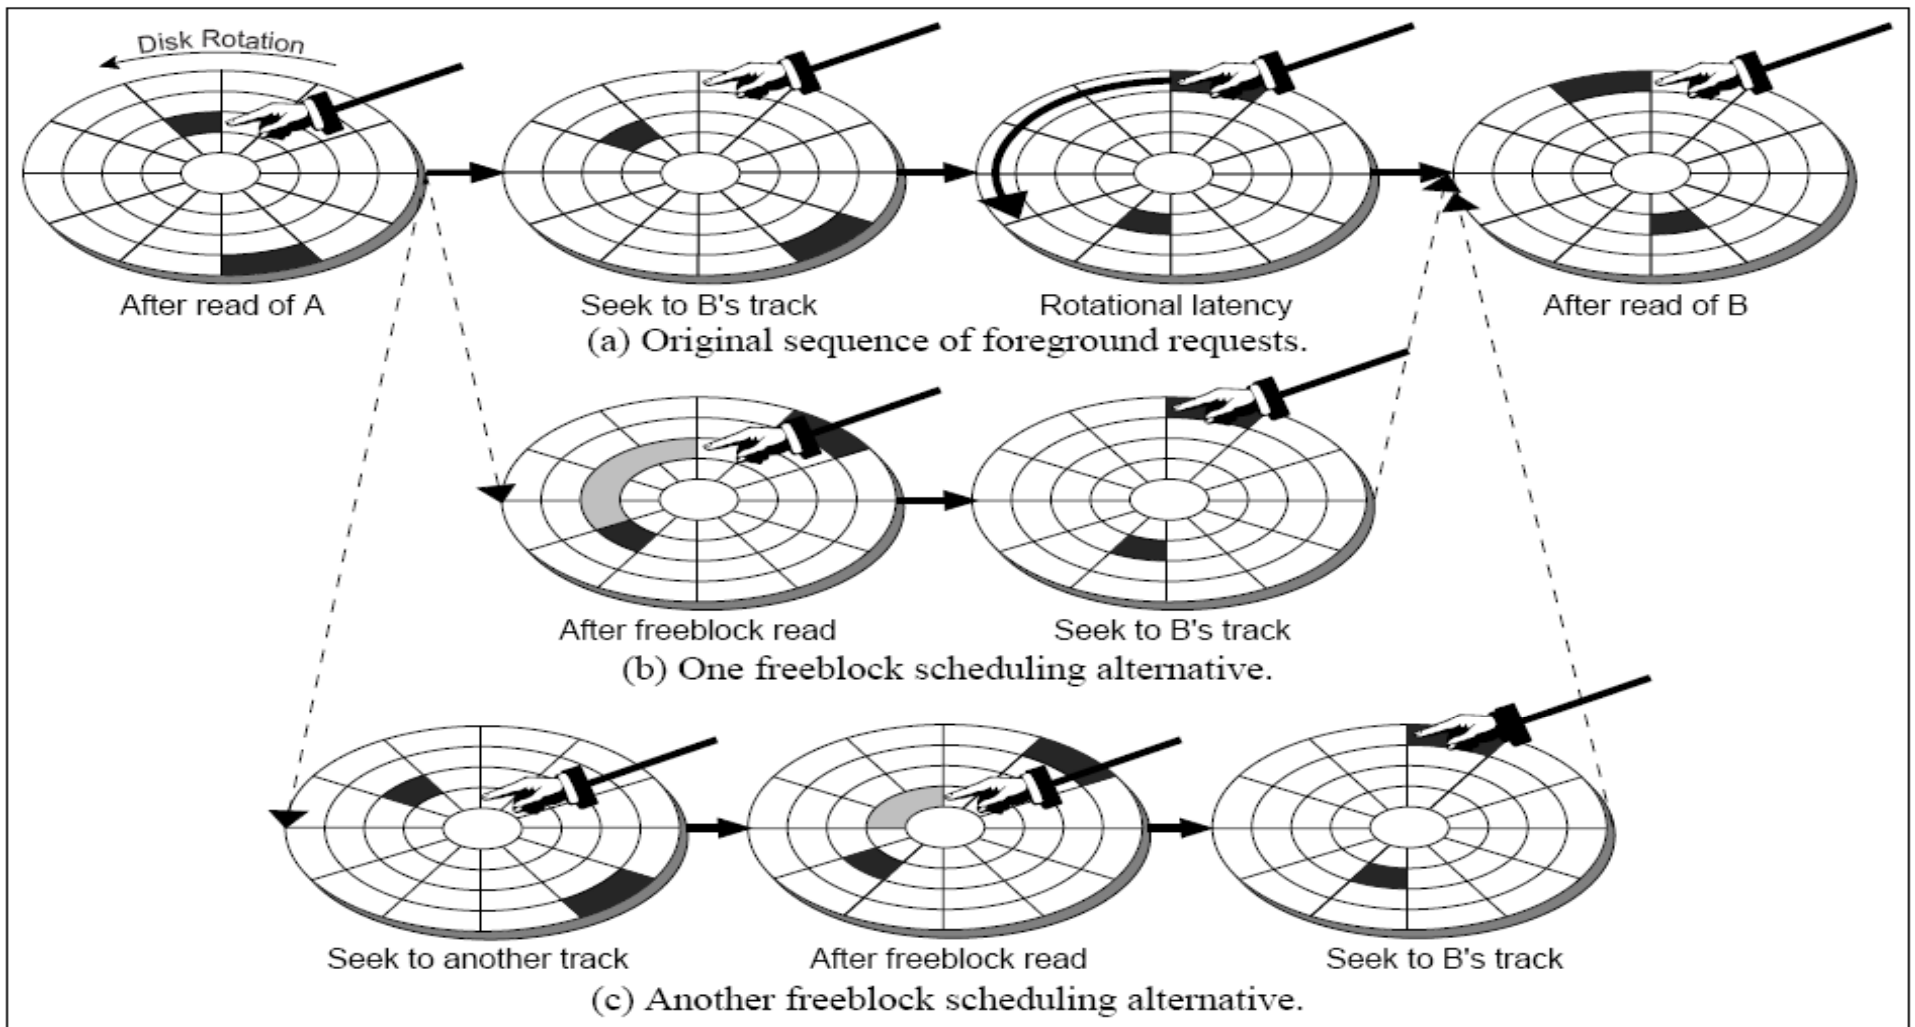 Disk Rotation
After read of A
Seek to B's track
Rotational latency
After read of B
(a) Original sequence of foreground requests.
After freeblock read
Seek to B's track
(b) One freeblock scheduling alternative.
Seek to another track
After freeblock read
Seek to B's track
(c) Another freeblock scheduling alternative.